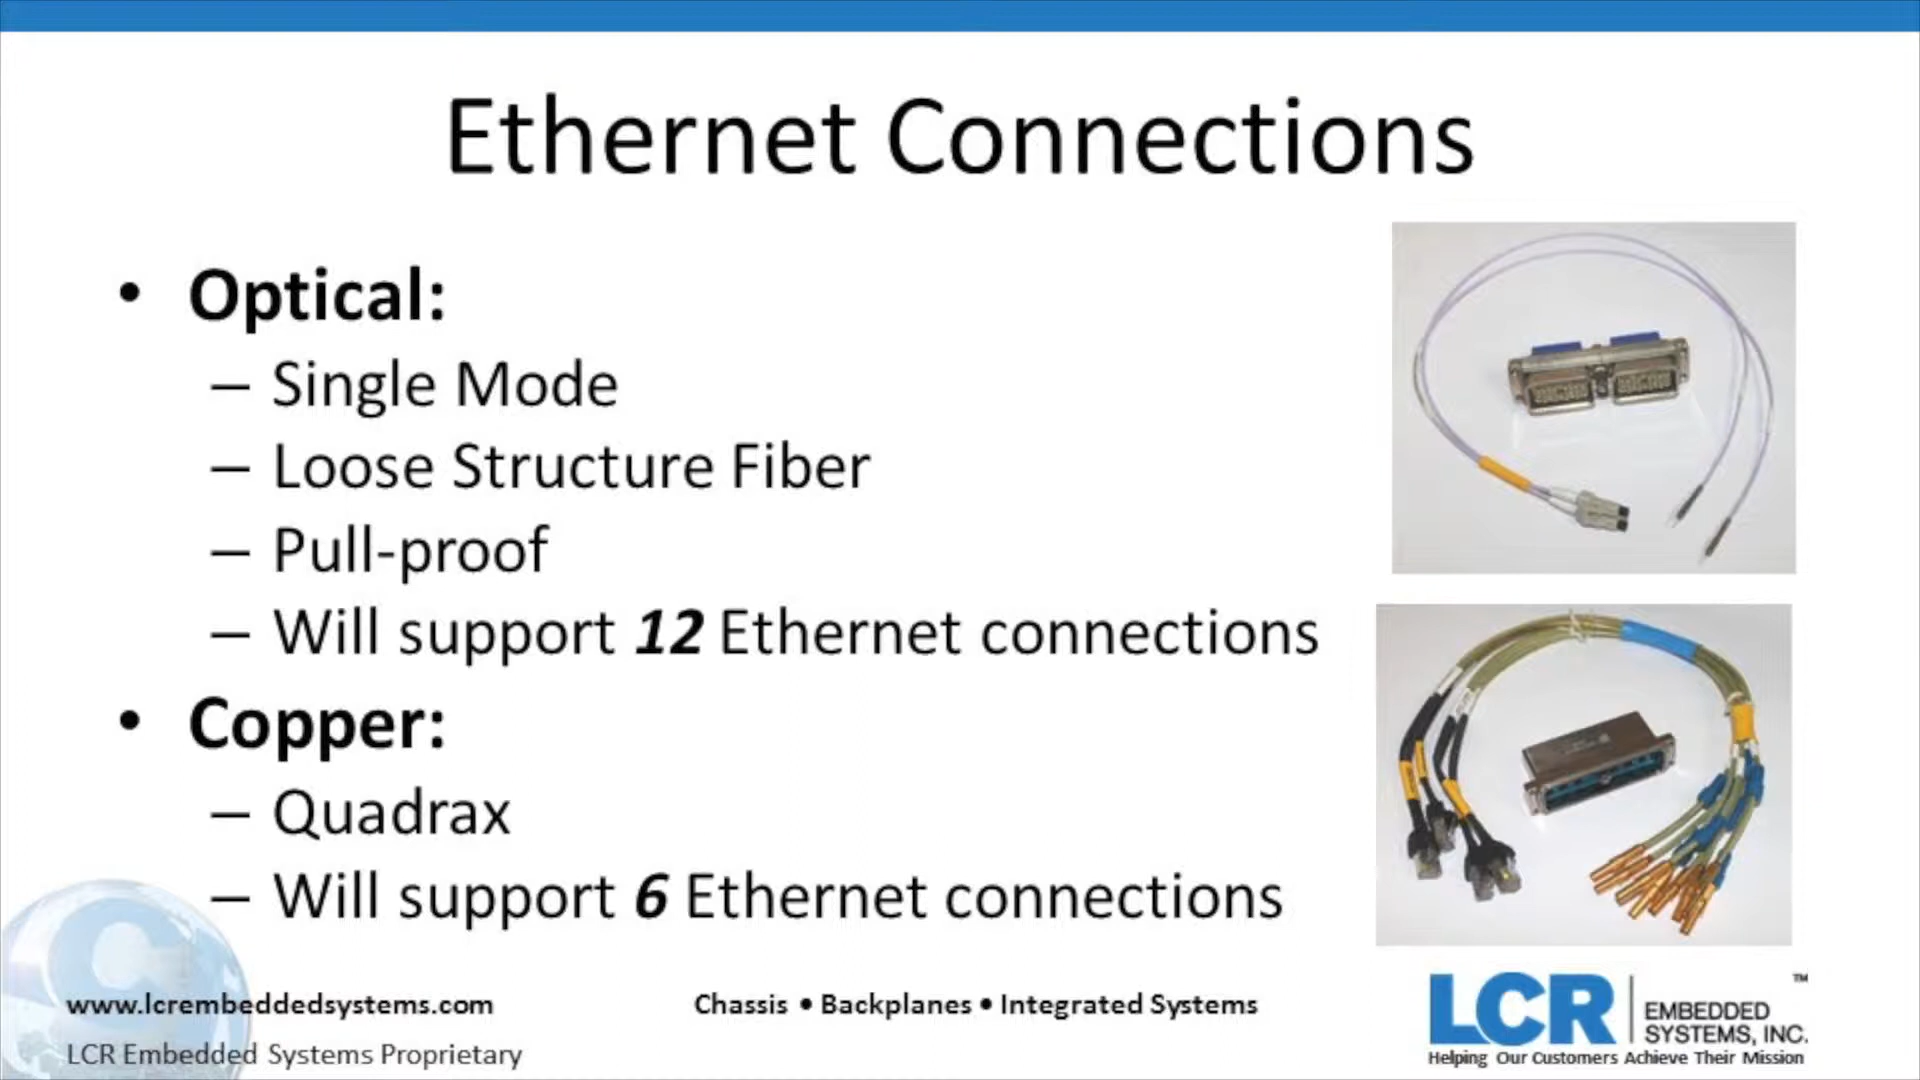 Ethernet Connections
• Optical:
– Single Mode
– Loose Structure Fiber
– Pull-proof
– Will support 12 Ethernet connections
• Copper:
– Quadrax
– Will support 6 Ethernet connections
www.lcrembeddedsystems.com
Chassis • Backplanes • Integrated Systems
LCR Embedded Systems Proprietary
LCR EMBEDDED SYSTEMS, INC.™
Helping Our Customers Achieve Their Mission